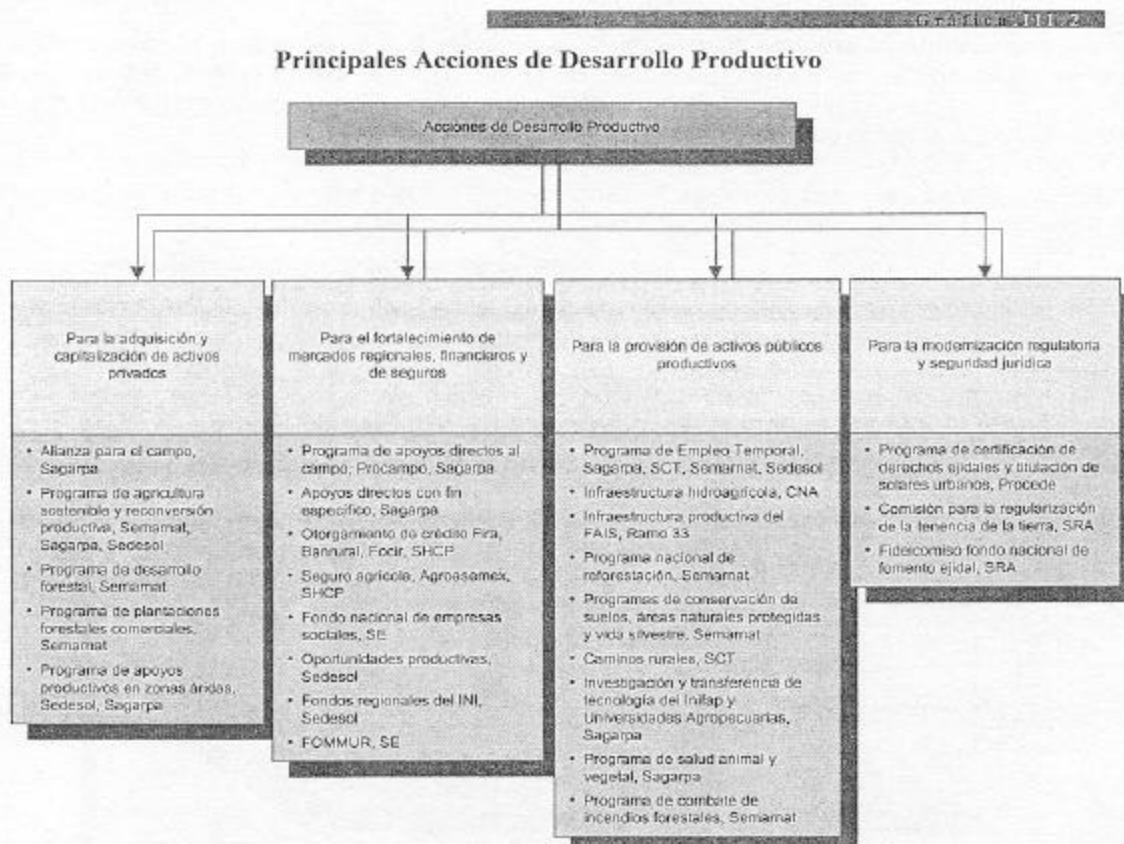 Gráfica III.2
Principales Acciones de Desarrollo Productivo
Acciones de Desarrollo Productivo
Para la adquisición y
capitalización de activos
privados
• Alianza para el campo,
Sagarpa
• Programa de agricultura
sostenible y reconversión
productiva, Semarnat,
Sagarpa, Sedesol
• Programa de desarrollo
forestal, Semarnat
• Programa de plantaciones
forestales comerciales,
Semarnat
• Programa de apoyos
productivos en zonas áridas,
Sedesol, Sagarpa
Para el fortalecimiento de
mercados regionales, financieros y
de seguros
• Programa de apoyos directos al
campo, Procampo, Sagarpa
• Apoyos directos con fin
específico, Sagarpa
• Otorgamiento de crédito Fira,
Banrural, Focir, SHCP
• Seguro agrícola, Agroasemex,
SHCP
• Fondo nacional de empresas
sociales, SE
• Oportunidades productivas,
Sedesol
• Fondos regionales del INI,
Sedesol
• FOMMUR, SE
Para la provisión de activos públicos
productivos
• Programa de Empleo Temporal,
Sagarpa, SCT, Semarnat, Sedesol
• Infraestructura hidroagrícola, CNA
• Infraestructura productiva del
FAIS, Ramo 33
• Programa nacional de
reforestación, Semarnat
• Programas de conservación de
suelos, áreas naturales protegidas
y vida silvestre, Semarnat
• Caminos rurales, SCT
• Investigación y transferencia de
tecnología del Inifap y
Universidades Agropecuarias,
Sagarpa
• Programa de salud animal y
vegetal, Sagarpa
• Programa de combate de
incendios forestales, Semarnat
Para la modernización regulatoria
y seguridad jurídica
• Programa de certificación de
derechos ejidales y titulación de
solares urbanos, Procede
• Comisión para la regularización
de la tenencia de la tierra, SRA
• Fideicomiso fondo nacional de
fomento ejidal, SRA